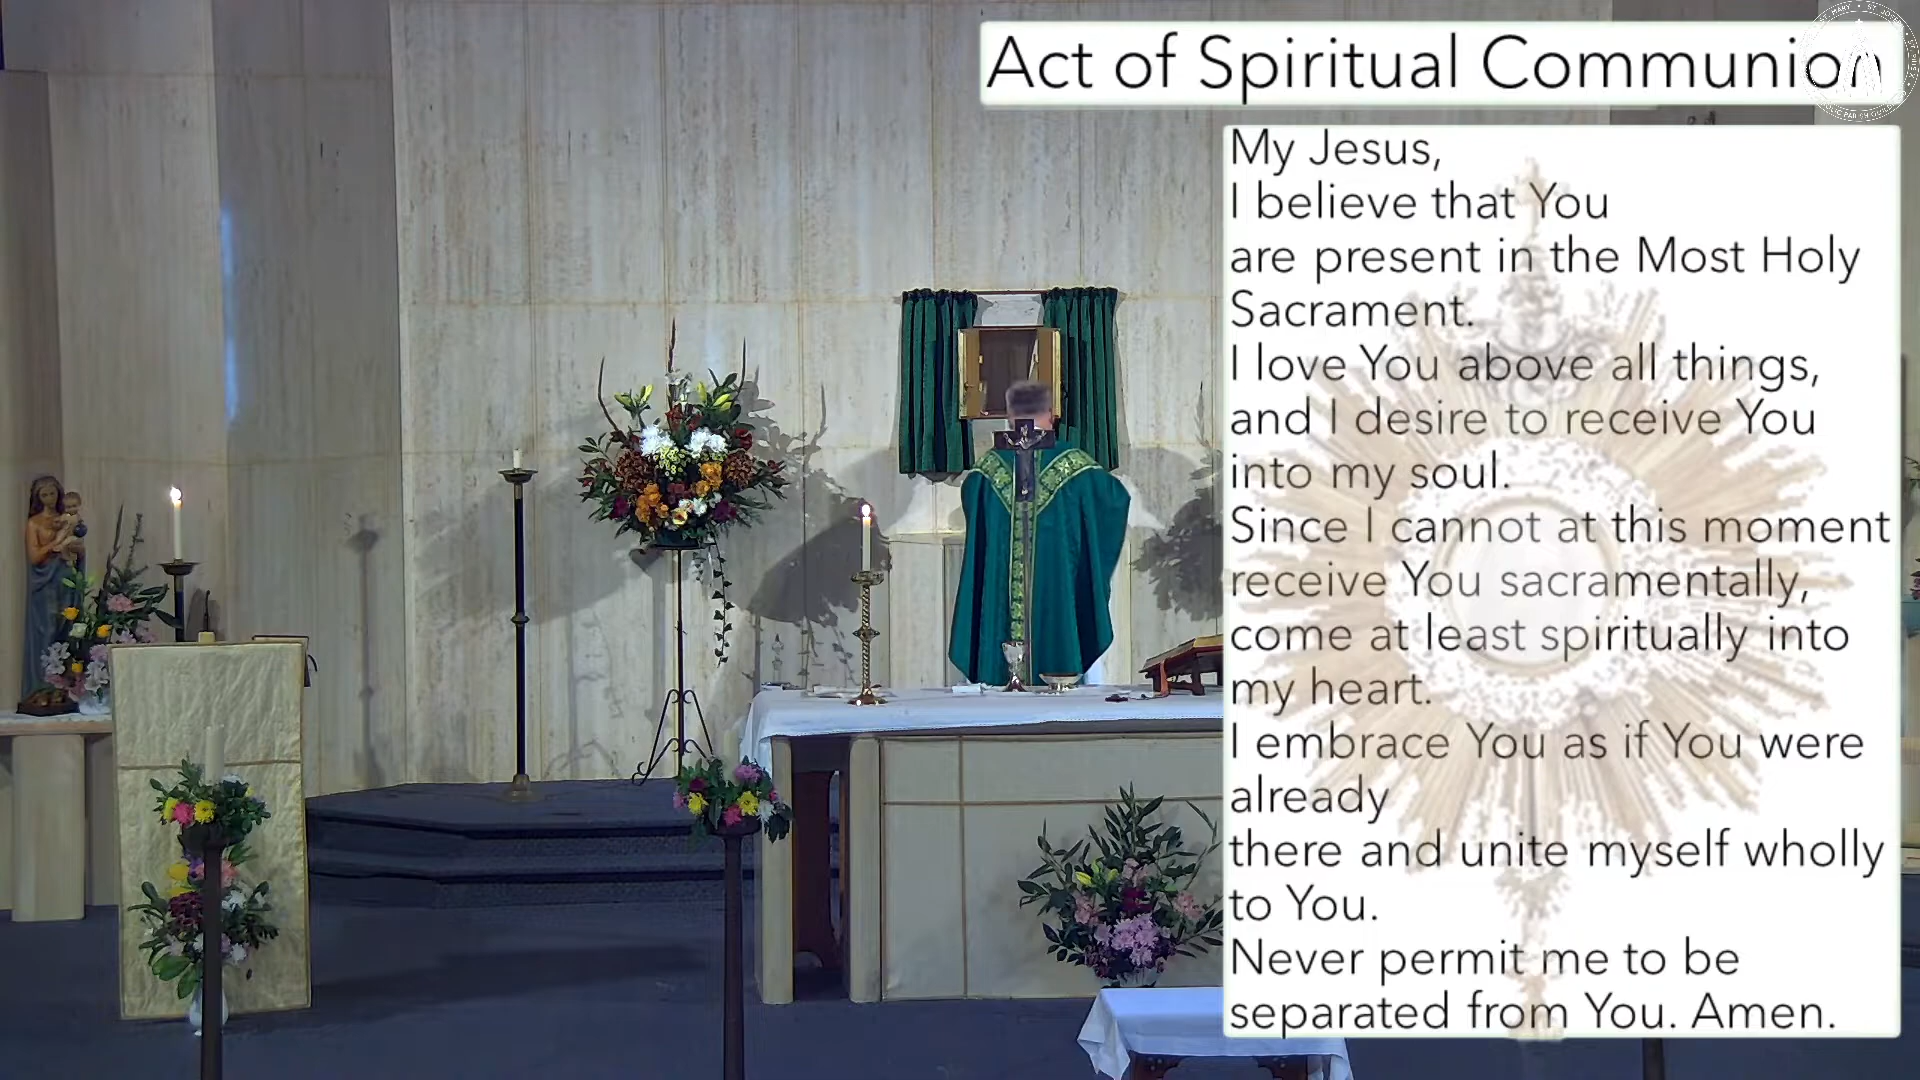 Act of Spiritual Communion
My Jesus,
I believe that You
are present in the Most Holy
Sacrament.
I love You above all things,
and I desire to receive You
into my soul.
Since I cannot at this moment
receive You sacramentally,
come at least spiritually into
my heart.
I embrace You as if You were
already
there and unite myself wholly
to You.
Never permit me to be
separated from You. Amen.